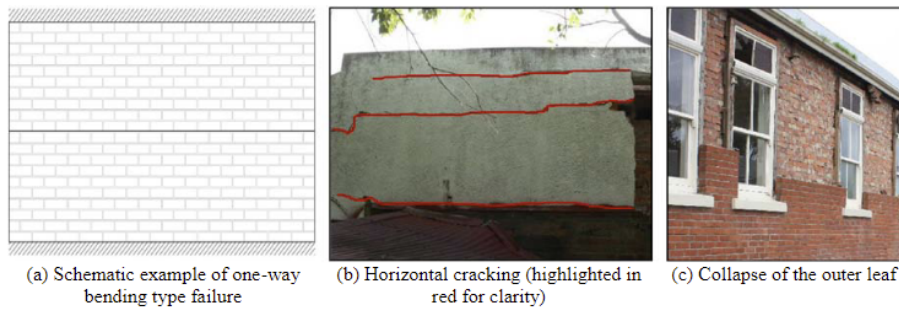 (a) Schematic example of one-way
bending type failure
(b) Horizontal cracking (highlighted in
red for clarity)
(c) Collapse of the outer leaf